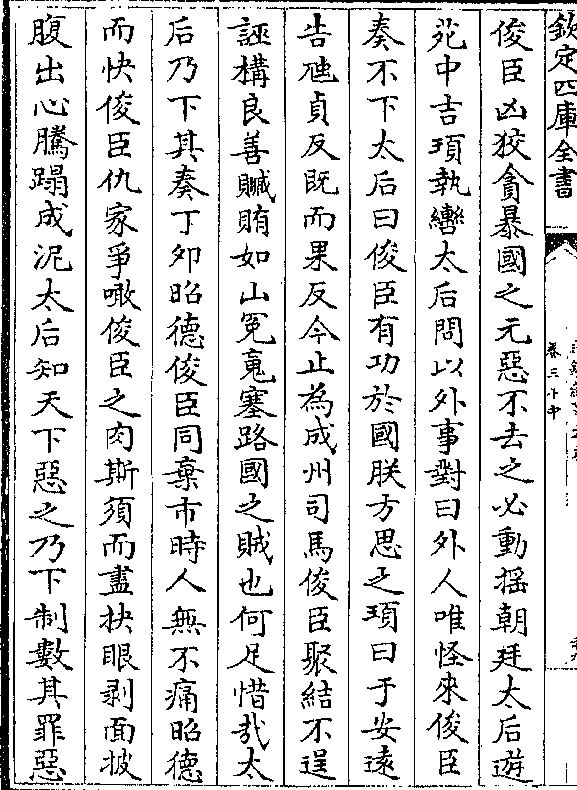 欽定四庫全書
卷三十中
俊臣凶狡貪暴國之元惡不去之必動揺朝廷太后遊
苑中吉頊執轡太后問以外事對曰外人唯怪來俊臣
奏不下太后曰俊臣有功於國朕方思之頊曰于安遠
告虺貞反既而果反今止為成州司馬俊臣聚結不逞
誣構良善贓賄如山冤䰟塞路國之賊也何足惜哉太
后乃下其奏丁夘昭德俊臣同棄市時人無不痛昭德
而快俊臣仇家爭噉俊臣之肉斯須而盡抉眼剥面披
腹出心騰蹋成泥太后知天下惡之乃下制數其罪惡